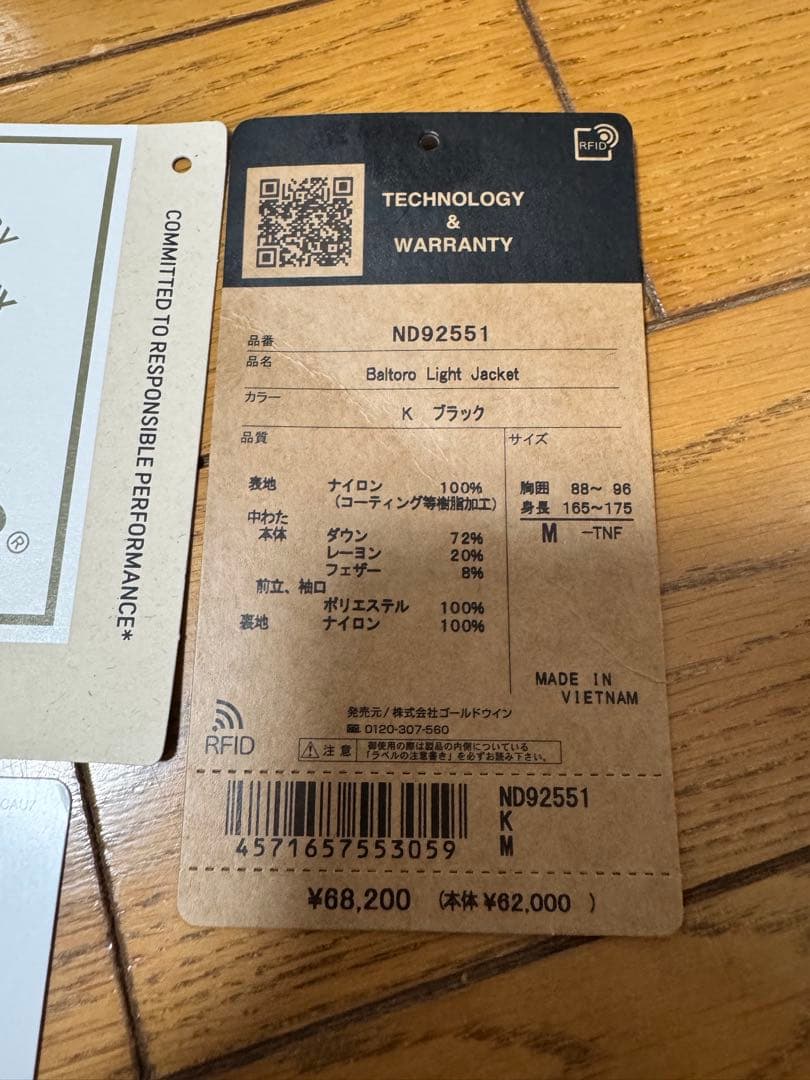 COMMITTED TO RESPONSIBLE PERFORMANCE*
®
CAU7
RFID
TECHNOLOGY
&
WARRANTY
品番 ND92551
品名 Baltoro Light Jacket
カラー K ブラック
品質
サイズ
表地 ナイロン 100%
(コーティング等樹脂加工)
中わた
本体 ダウン 72%
レーヨン 20%
フェザー 8%
前立、袖口
ポリエステル 100%
裏地 ナイロン 100%
胸囲 88~ 96
身長 165~175
M -TNF
MADE IN
VIETNAM
発売元/株式会社ゴールドウイン
0120-307-560
RFID
注意 御使用の際は製品の内側についている
「ラベルの注意書き」を必ずお読み下さい。
4571657553059
ND92551
K
M
¥68,200 (本体 ¥62,000 )